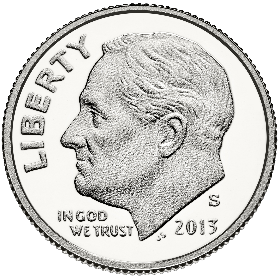 LIBERTY
IN GOD
WE TRUST
S
2013